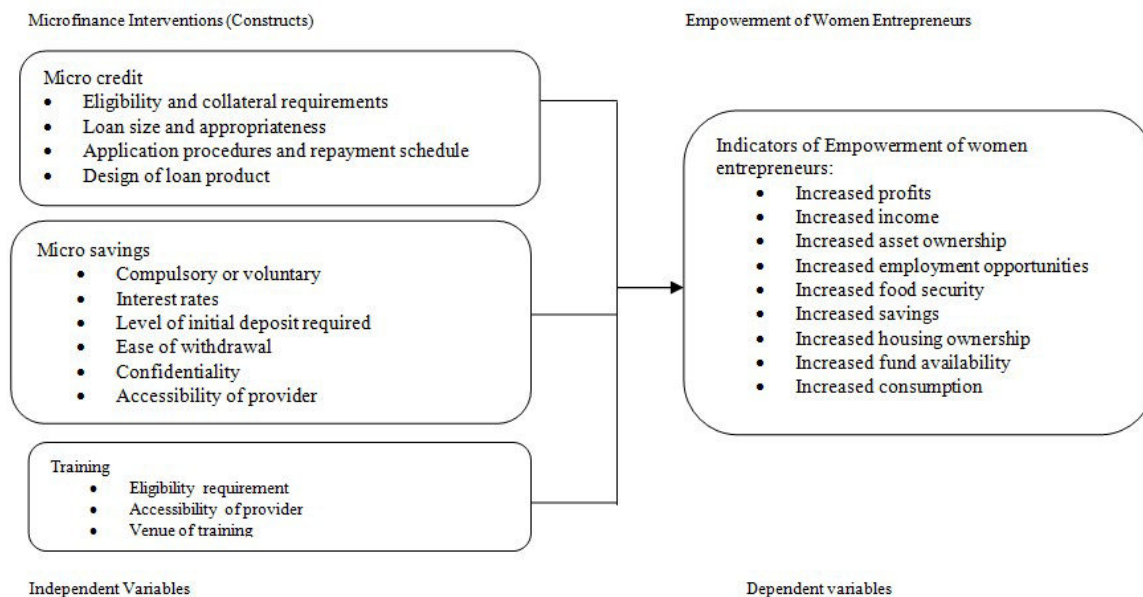 Microfinance Interventions (Constructs)
Empowerment of Women Entrepreneurs
Micro credit
• Eligibility and collateral requirements
• Loan size and appropriateness
• Application procedures and repayment schedule
• Design of loan product
Micro savings
• Compulsory or voluntary
• Interest rates
• Level of initial deposit required
• Ease of withdrawal
• Confidentiality
• Accessibility of provider
Training
• Eligibility requirement
• Accessibility of provider
• Venue of training
Indicators of Empowerment of women
entrepreneurs:
• Increased profits
• Increased income
• Increased asset ownership
• Increased employment opportunities
• Increased food security
• Increased savings
• Increased housing ownership
• Increased fund availability
• Increased consumption
Independent Variables
Dependent variables